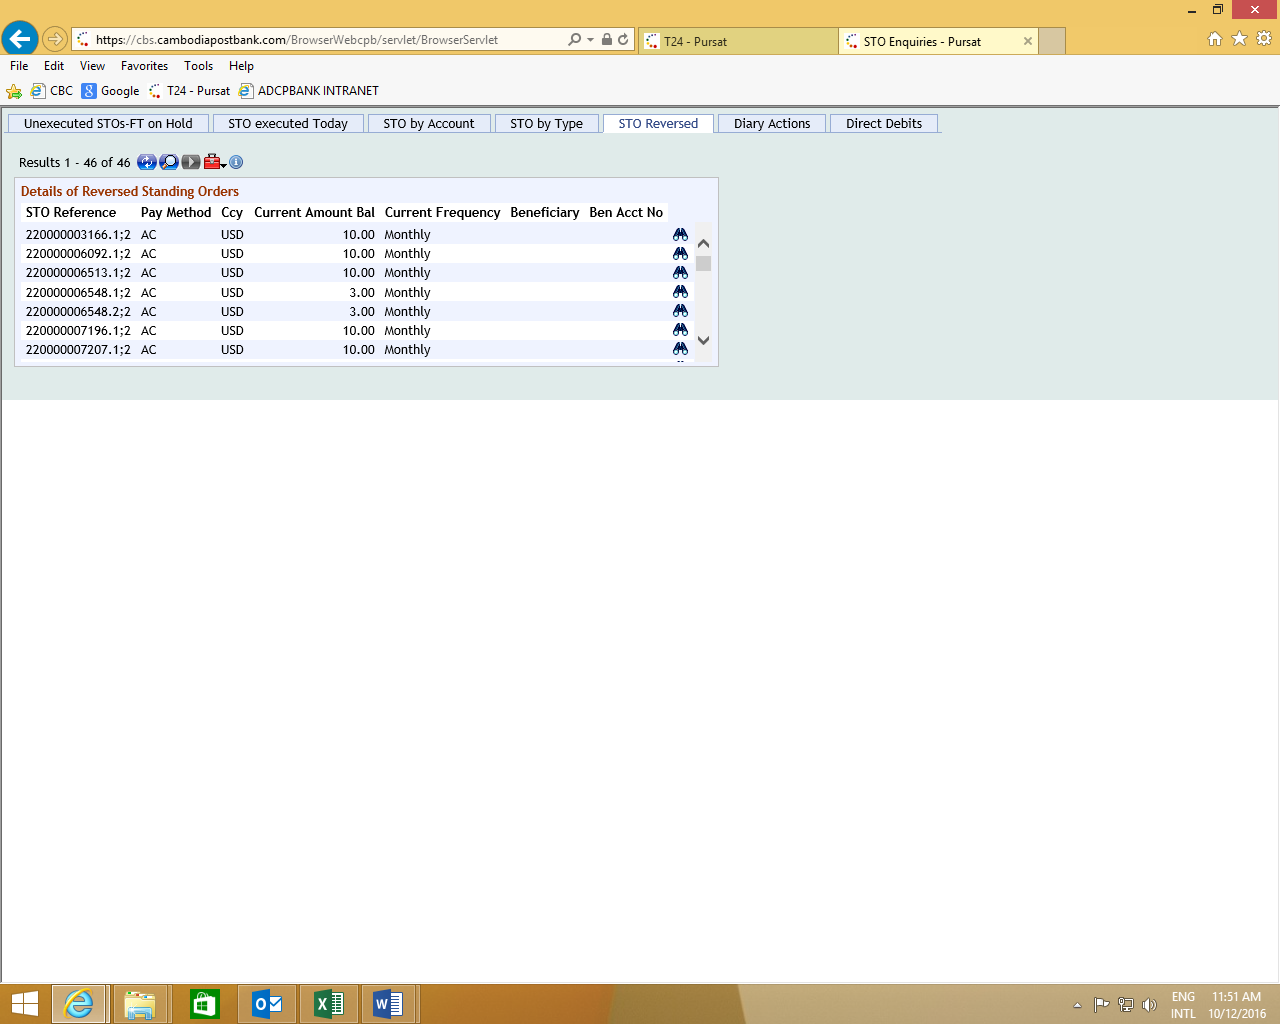 https://cbs.cambodiapostbank.com/BrowserWebcpb/servlet/BrowserServlet
T24 - Pursat
STO Enquiries - Pursat
File Edit View Favorites Tools Help
CBC Google T24 - Pursat ADCPBANK INTRANET
Unexecuted STOs-FT on Hold STO executed Today STO by Account STO by Type STO Reversed Diary Actions Direct Debits
Results 1 - 46 of 46
Details of Reversed Standing Orders
STO Reference Pay Method Ccy Current Amount Bal Current Frequency Beneficiary Ben Acct No
220000003166.1;2 AC USD 10.00 Monthly
220000006092.1;2 AC USD 10.00 Monthly
220000006513.1;2 AC USD 10.00 Monthly
220000006548.1;2 AC USD 3.00 Monthly
220000006548.2;2 AC USD 3.00 Monthly
220000007196.1;2 AC USD 10.00 Monthly
220000007207.1;2 AC USD 10.00 Monthly
ENG 11:51 AM
INTL 10/12/2016